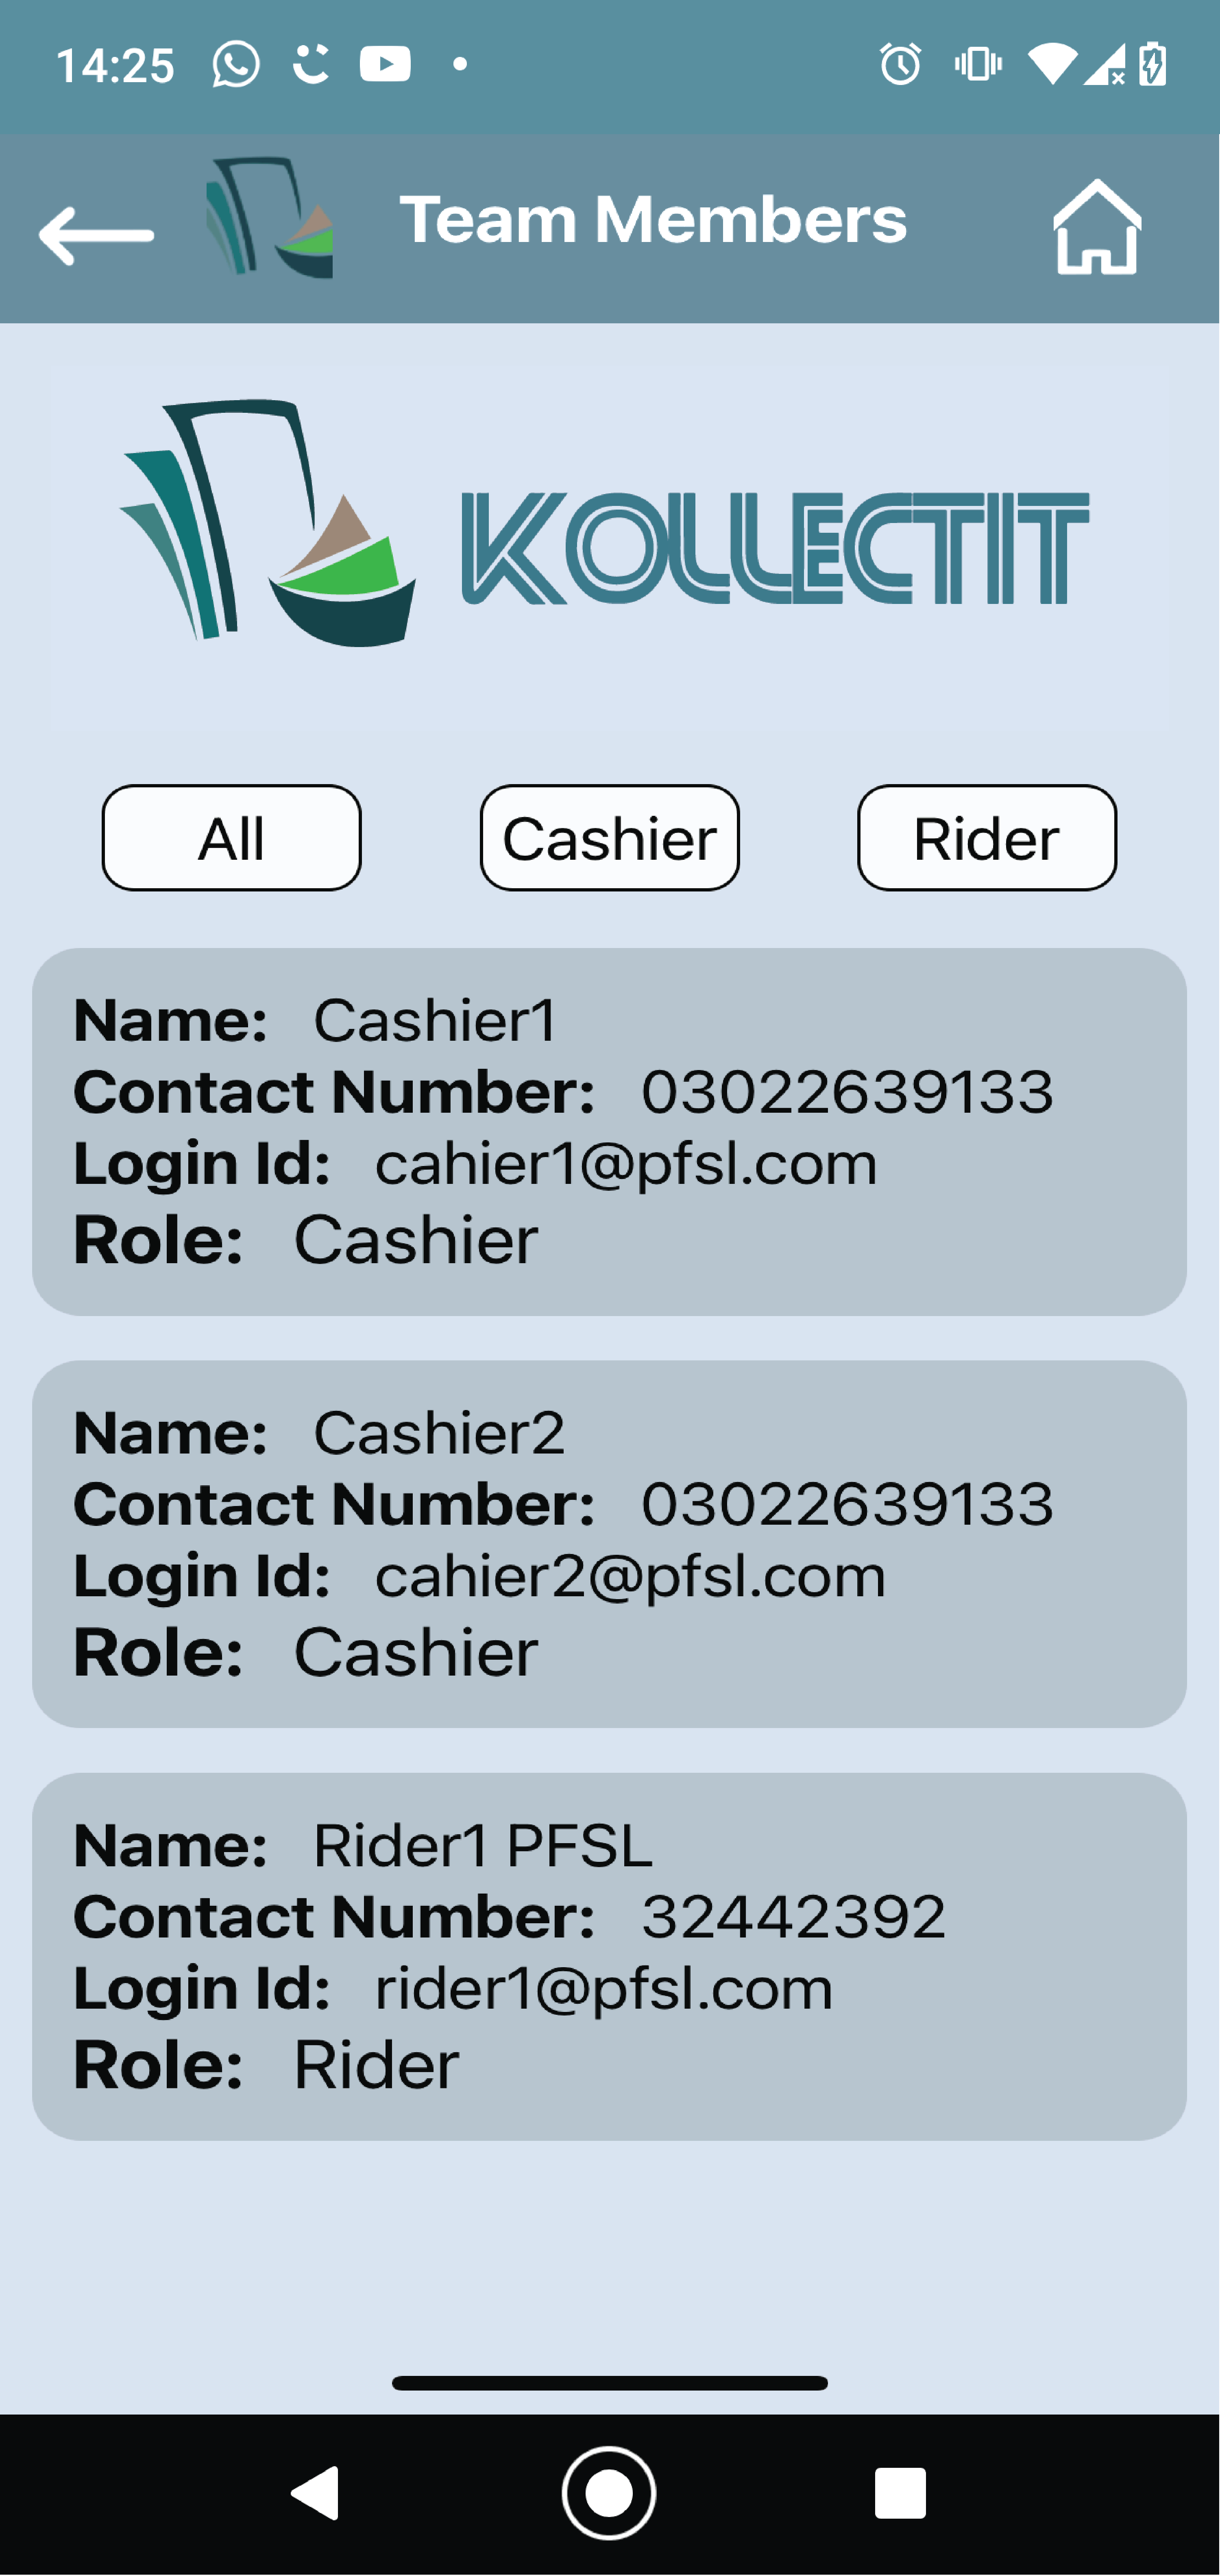 14:25
Team Members
KOLLECTIT
All Cashier Rider
Name: Cashier1
Contact Number: 03022639133
Login Id: cahier1@pfsl.com
Role: Cashier
Name: Cashier2
Contact Number: 03022639133
Login Id: cahier2@pfsl.com
Role: Cashier
Name: Rider1 PFSL
Contact Number: 32442392
Login Id: rider1@pfsl.com
Role: Rider